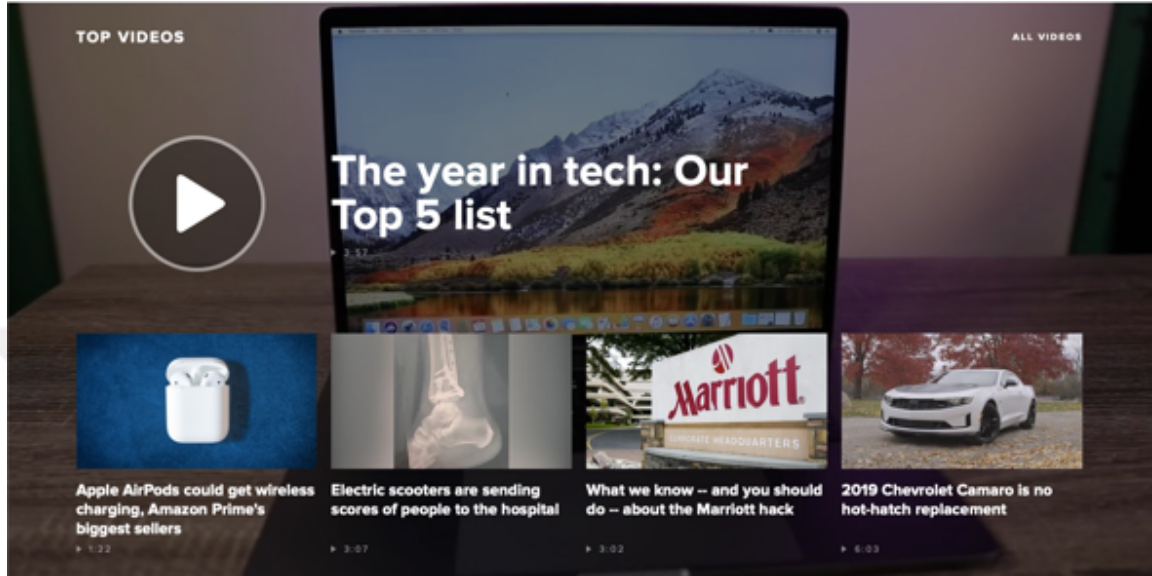 TOP VIDEOS
ALL VIDEOS
The year in tech: Our
Top 5 list
3:57
Marriott
CORPORATE HEADQUARTERS
Apple AirPods could get wireless
charging, Amazon Prime's
biggest sellers
1:22
Electric scooters are sending
scores of people to the hospital
3:07
What we know -- and you should
do -- about the Marriott hack
3:02
2019 Chevrolet Camaro is no
hot-hatch replacement
6:03